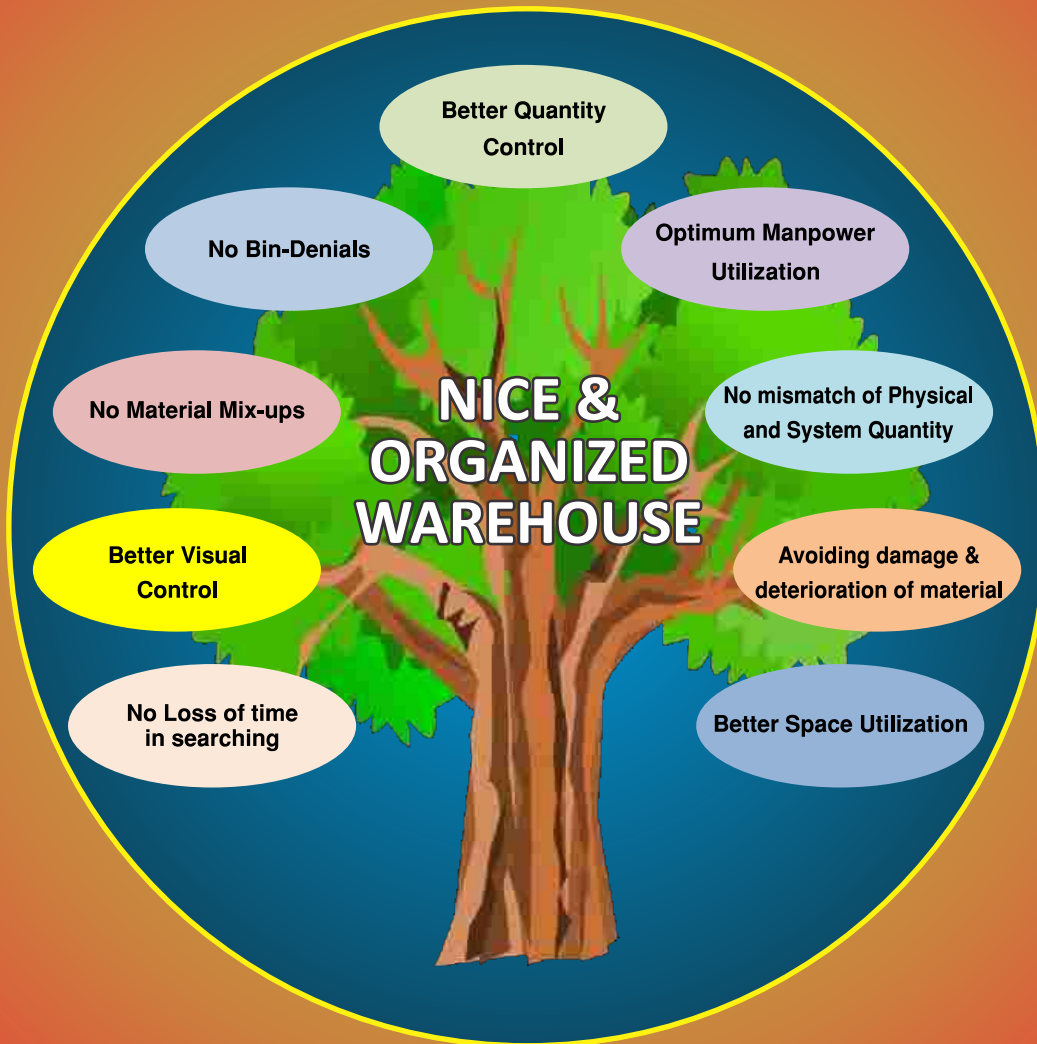 Better Quantity
Control
No Bin-Denials
Optimum Manpower
Utilization
No Material Mix-ups
NICE &
ORGANIZED
WAREHOUSE
No mismatch of Physical
and System Quantity
Better Visual
Control
Avoiding damage &
deterioration of material
No Loss of time
in searching
Better Space Utilization